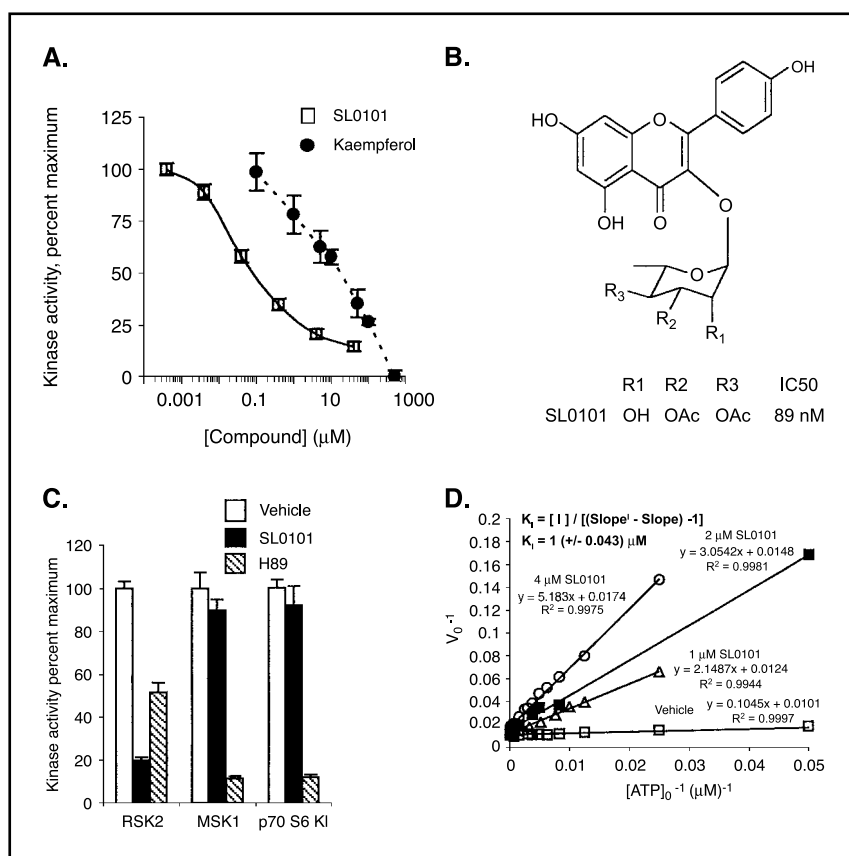 A.
SL0101
Kaempferol
Kinase activity, percent maximum
125
100
75
50
25
0
0.001 0.1 10 1000
[Compound] (μM)
B.
OH
HO
O
OH
O
O
O
R3
R2
R1
R1 R2 R3 IC50
SL0101 OH OAc OAc 89 nM
C.
Vehicle
SL0101
H89
Kinase activity percent maximum
120
100
80
60
40
20
0
RSK2 MSK1 p70 S6 KI
D.
KI = [ I ] / [(SlopeI - Slope) -1]
KI = 1 (+/- 0.043) μM
V0-1
0.2
0.18
0.16
0.14
0.12
0.1
0.08
0.06
0.04
0.02
0
2 μM SL0101
y = 3.0542x + 0.0148
R2 = 0.9981
4 μM SL0101
y = 5.183x + 0.0174
R2 = 0.9975
1 μM SL0101
y = 2.1487x + 0.0124
R2 = 0.9944
Vehicle y = 0.1045x + 0.0101
R2 = 0.9997
0 0.01 0.02 0.03 0.04 0.05
[ATP]0-1 (μM)-1